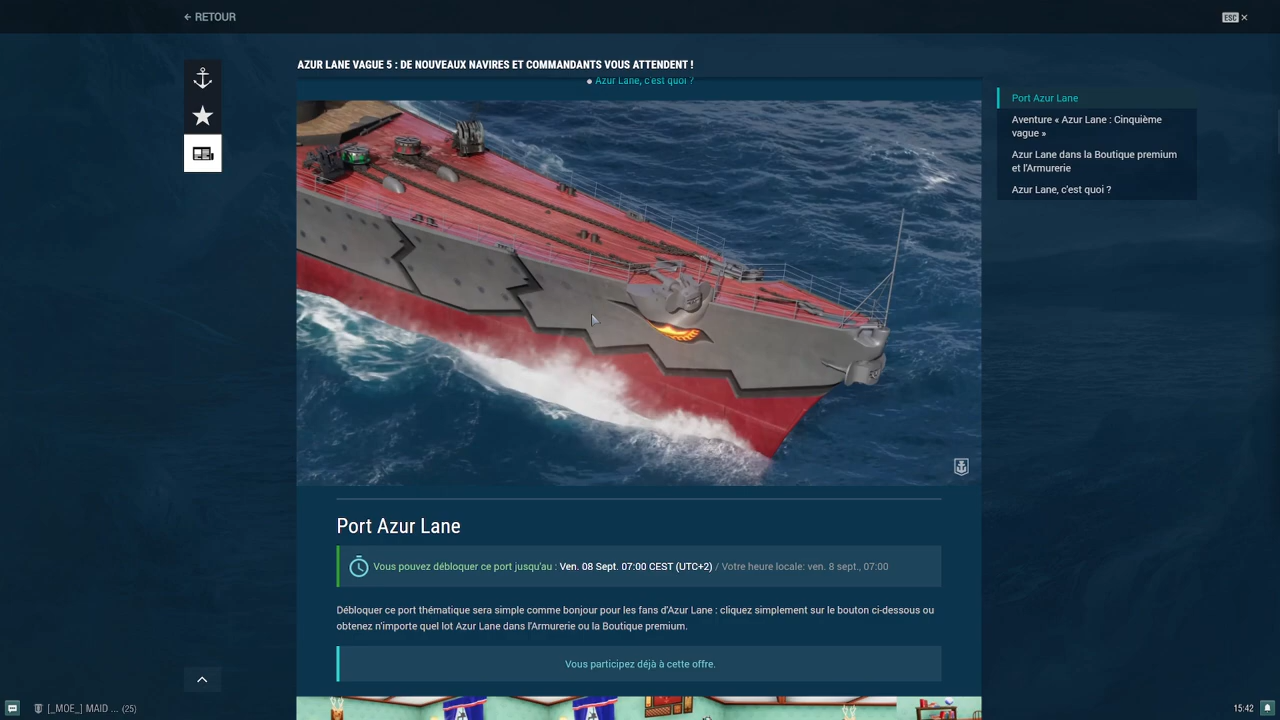 ← RETOUR
ESC ×
AZUR LANE VAGUE 5 : DE NOUVEAUX NAVIRES ET COMMANDANTS VOUS ATTENDENT !
Azur Lane, c'est quoi ?
Port Azur Lane
Aventure « Azur Lane : Cinquième
vague »
Azur Lane dans la Boutique premium
et l'Armurerie
Azur Lane, c'est quoi ?
Port Azur Lane
Vous pouvez débloquer ce port jusqu'au : Ven. 08 Sept. 07:00 CEST (UTC+2) / Votre heure locale: ven. 8 sept., 07:00
Débloquer ce port thématique sera simple comme bonjour pour les fans d'Azur Lane : cliquez simplement sur le bouton ci-dessous ou
obtenez n'importe quel lot Azur Lane dans l'Armurerie ou la Boutique premium.
Vous participez déjà à cette offre.
[_MOE_] MAID ... (25)
15:42